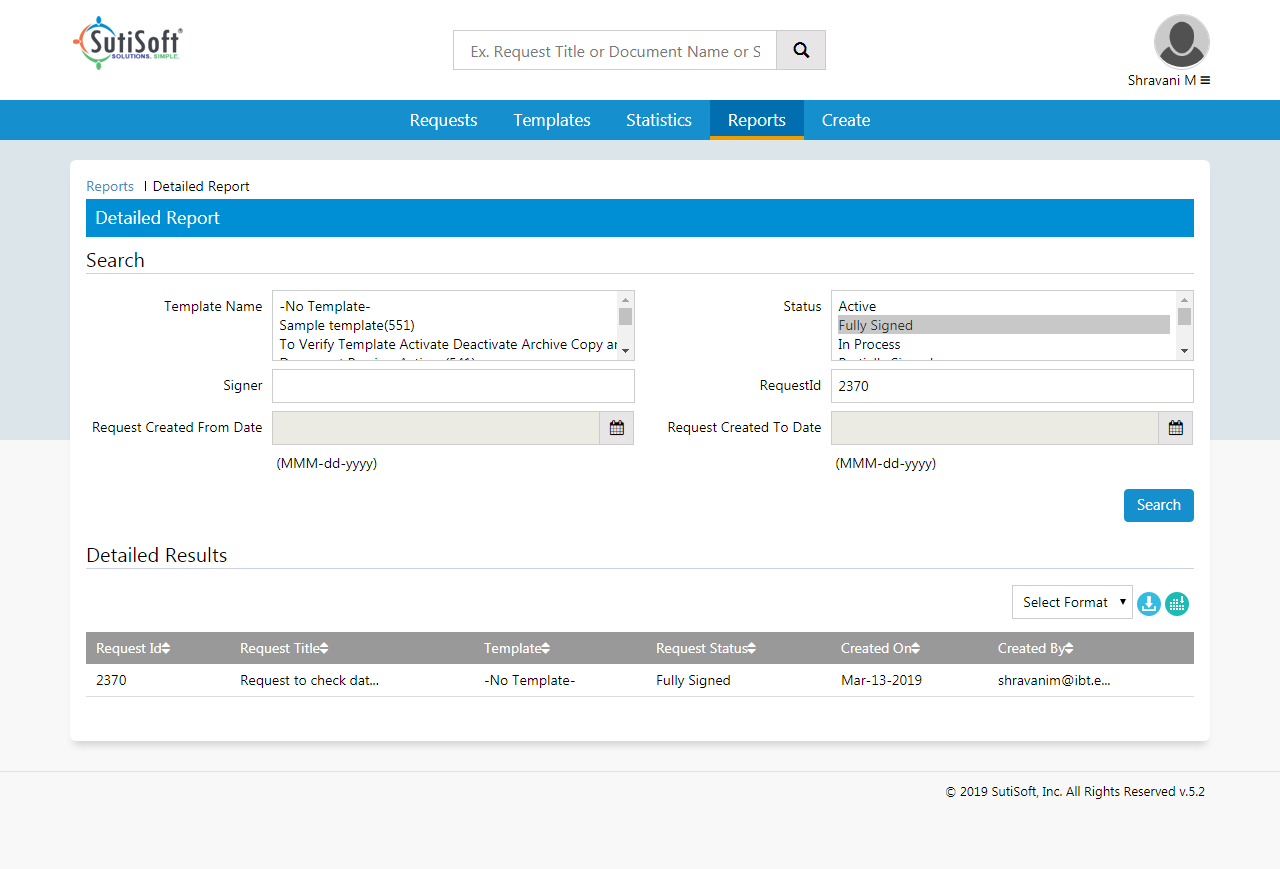 SutiSoft®
SOLUTIONS. SIMPLE.
Ex. Request Title or Document Name or S
Shravani M
Requests Templates Statistics Reports Create
Reports | Detailed Report
Detailed Report
Search
Template Name
-No Template-
Sample template(551)
To Verify Template Activate Deactivate Archive Copy an
Status
Active
Fully Signed
In Process
Signer
RequestId 2370
Request Created From Date
Request Created To Date
(MMM-dd-yyyy)
(MMM-dd-yyyy)
Search
Detailed Results
Select Format
Request Id Request Title Template Request Status Created On Created By
2370 Request to check dat... -No Template- Fully Signed Mar-13-2019 shravanim@ibt.e...
© 2019 SutiSoft, Inc. All Rights Reserved v.5.2